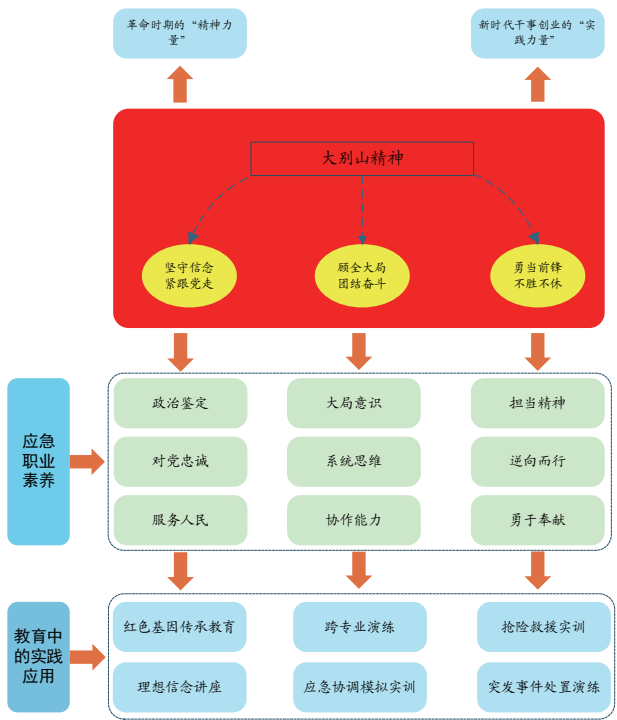 革命时期的“精神力
量”
新时代干事创业的“实
践力量”
大别山精神
坚守信念
紧跟党走
顾全大局
团结奋斗
勇当前锋
不胜不休
应急
职业
素养
政治鉴定
大局意识
担当精神
对党忠诚
系统思维
逆向而行
服务人民
协作能力
勇于奉献
教育中
的实践
应用
红色基因传承教育
跨专业演练
抢险救援实训
理想信念讲座
应急协调模拟实训
突发事件处置演练